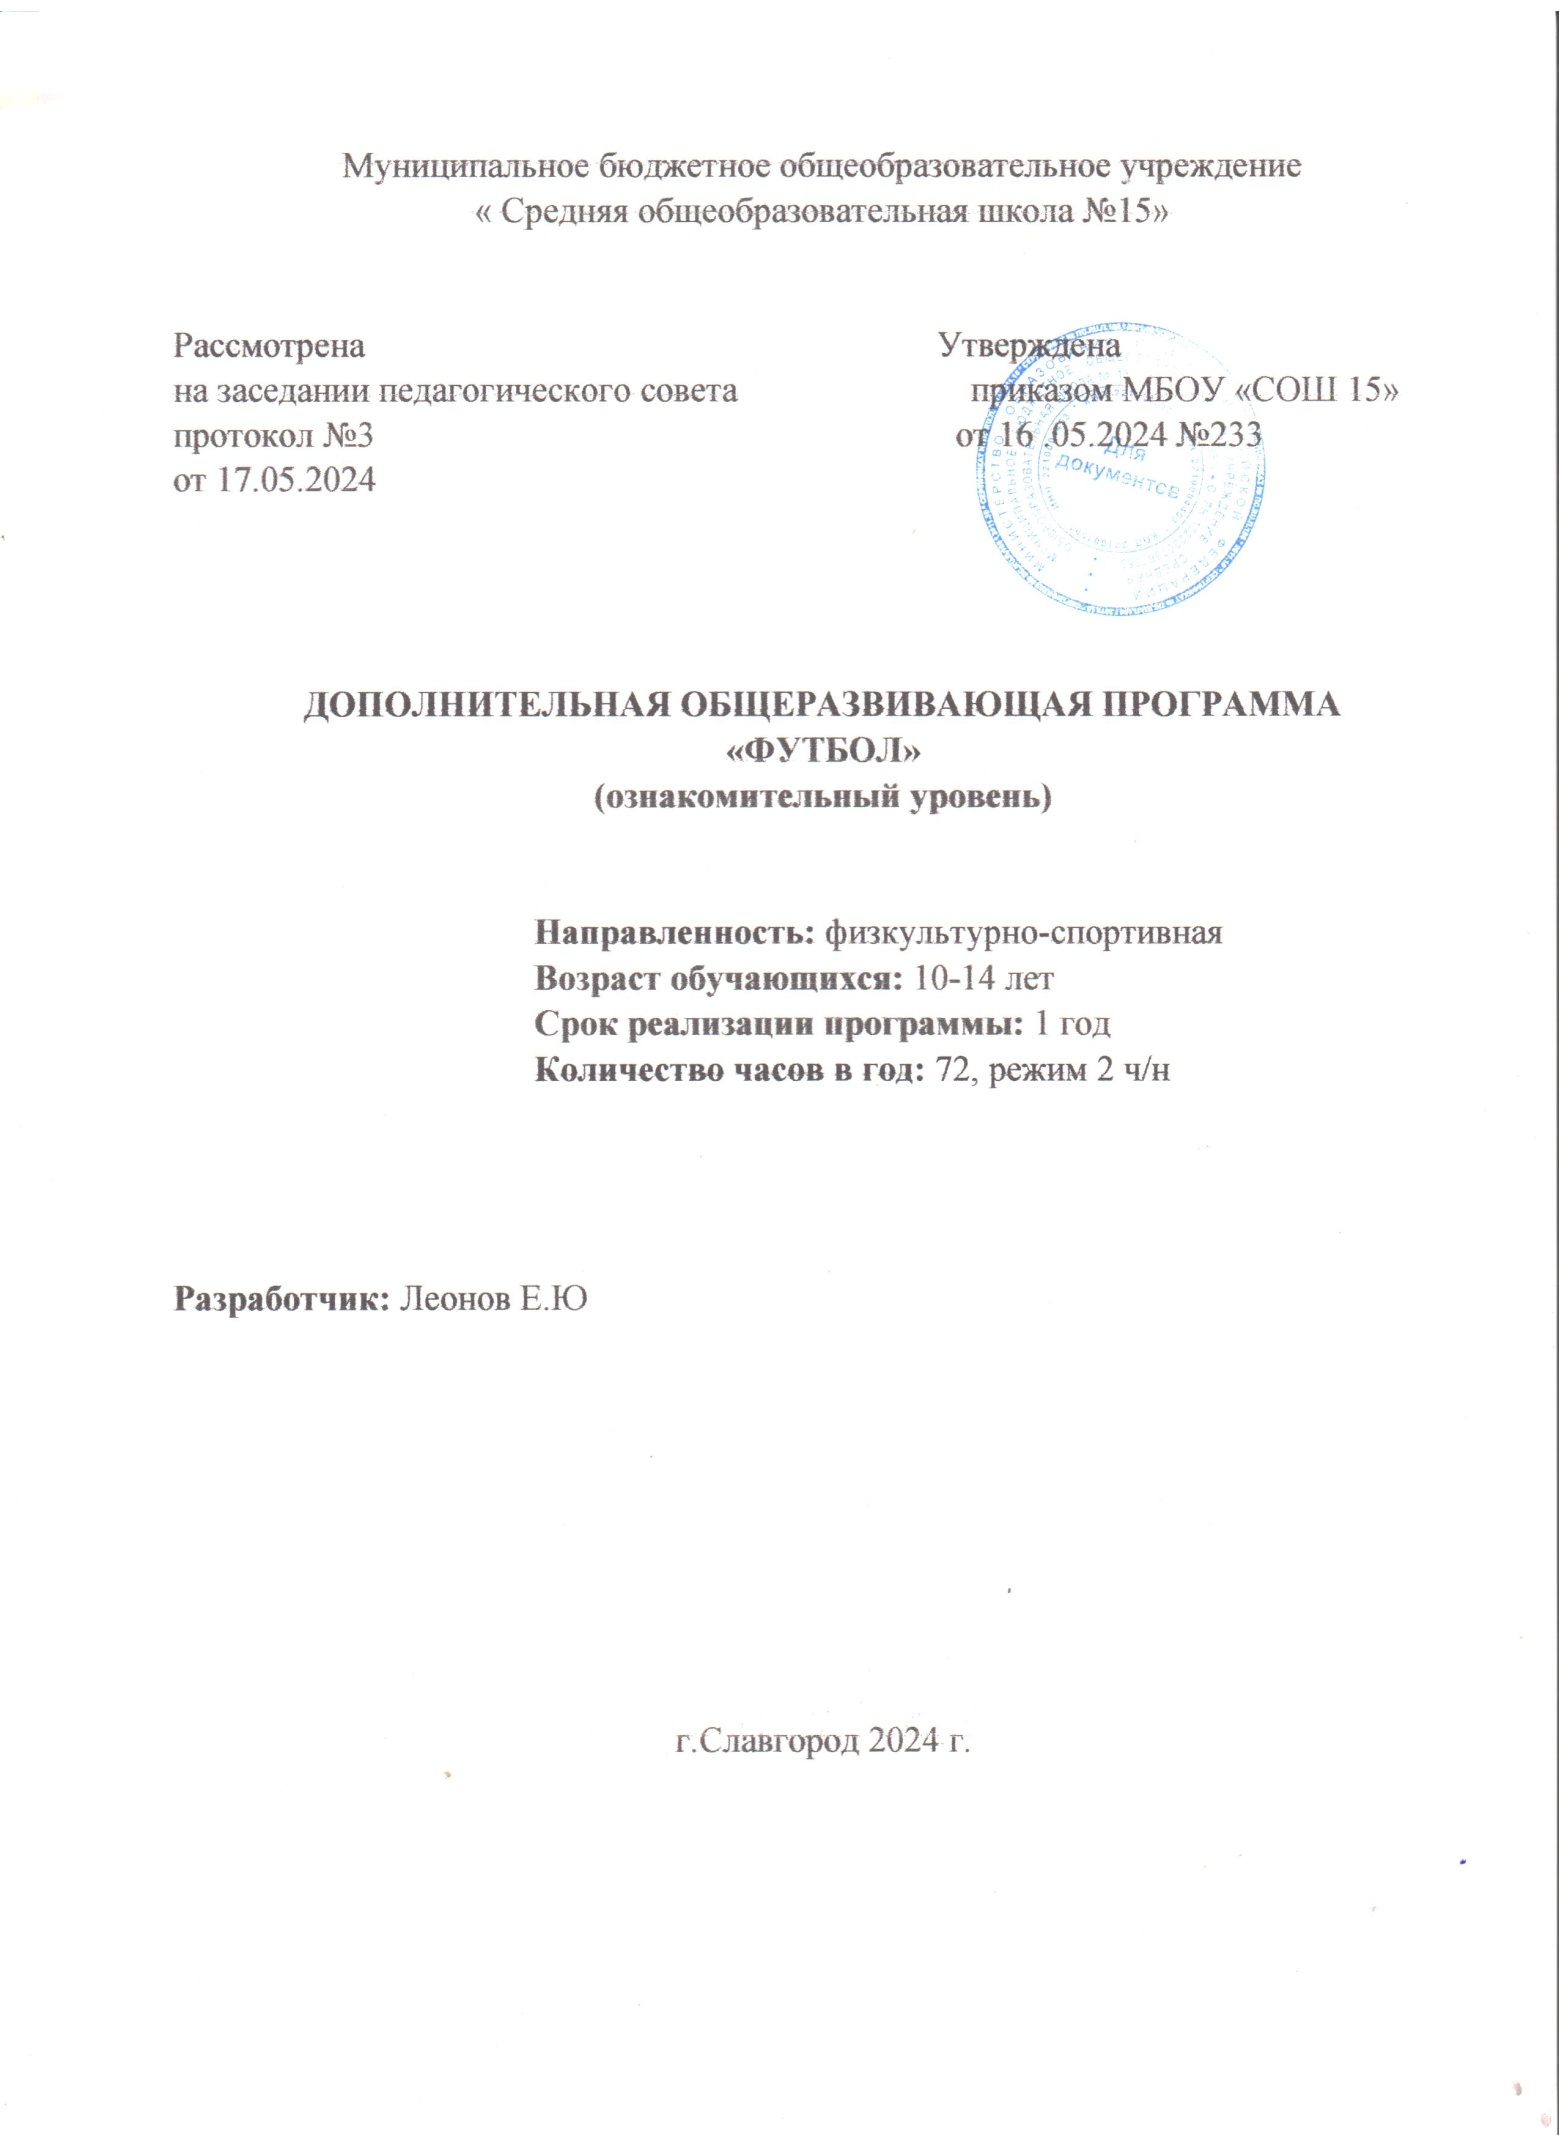 Муниципальное бюджетное общеобразовательное учреждение
« Средняя общеобразовательная школа №15»
Рассмотрена
на заседании педагогического совета
протокол №3
от 17.05.2024
Утверждена
приказом МБОУ «СОШ 15»
от 16 .05.2024 №233
Для
документов
ДОПОЛНИТЕЛЬНАЯ ОБЩЕРАЗВИВАЮЩАЯ ПРОГРАММА
«ФУТБОЛ»
(ознакомительный уровень)
Направленность: физкультурно-спортивная
Возраст обучающихся: 10-14 лет
Срок реализации программы: 1 год
Количество часов в год: 72, режим 2 ч/н
Разработчик: Леонов Е.Ю
г.Славгород 2024 г.